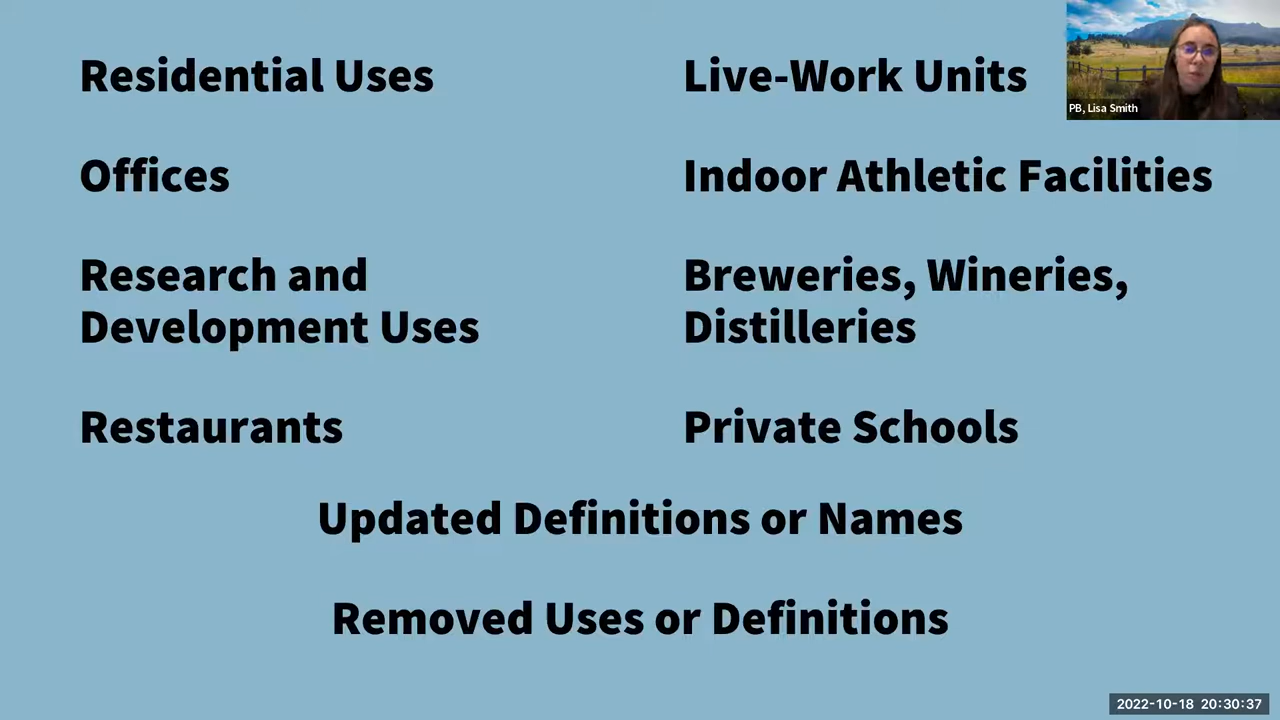 Residential Uses
Live-Work Units
PB, Lisa Smith
Offices
Indoor Athletic Facilities
Research and
Development Uses
Breweries, Wineries,
Distilleries
Restaurants
Private Schools
Updated Definitions or Names
Removed Uses or Definitions
2022-10-18 20:30:37